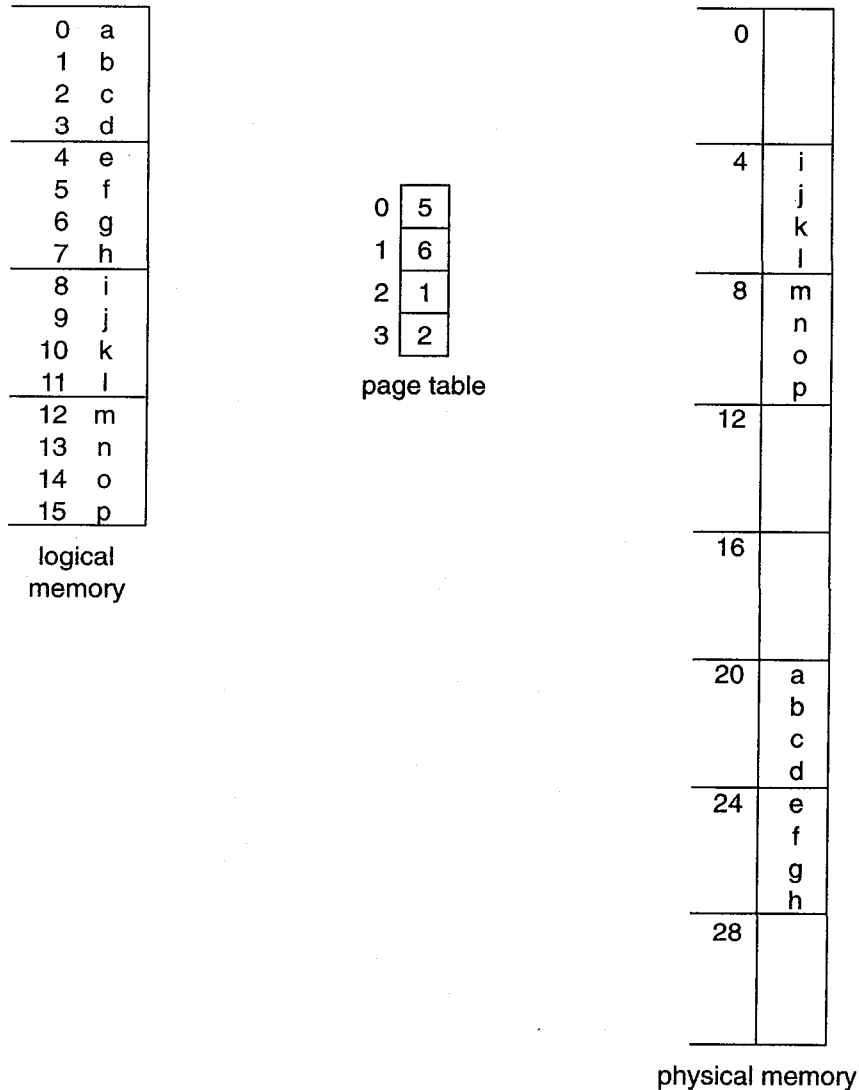 0 a
1 b
2 c
3 d
4 e
5 f
6 g
7 h
8 i
9 j
10 k
11 l
12 m
13 n
14 o
15 p
logical
memory
0 5
1 6
2 1
3 2
page table
0
4 i
j
k
l
8 m
n
o
p
12
16
20 a
b
c
d
24 e
f
g
h
28
physical memory